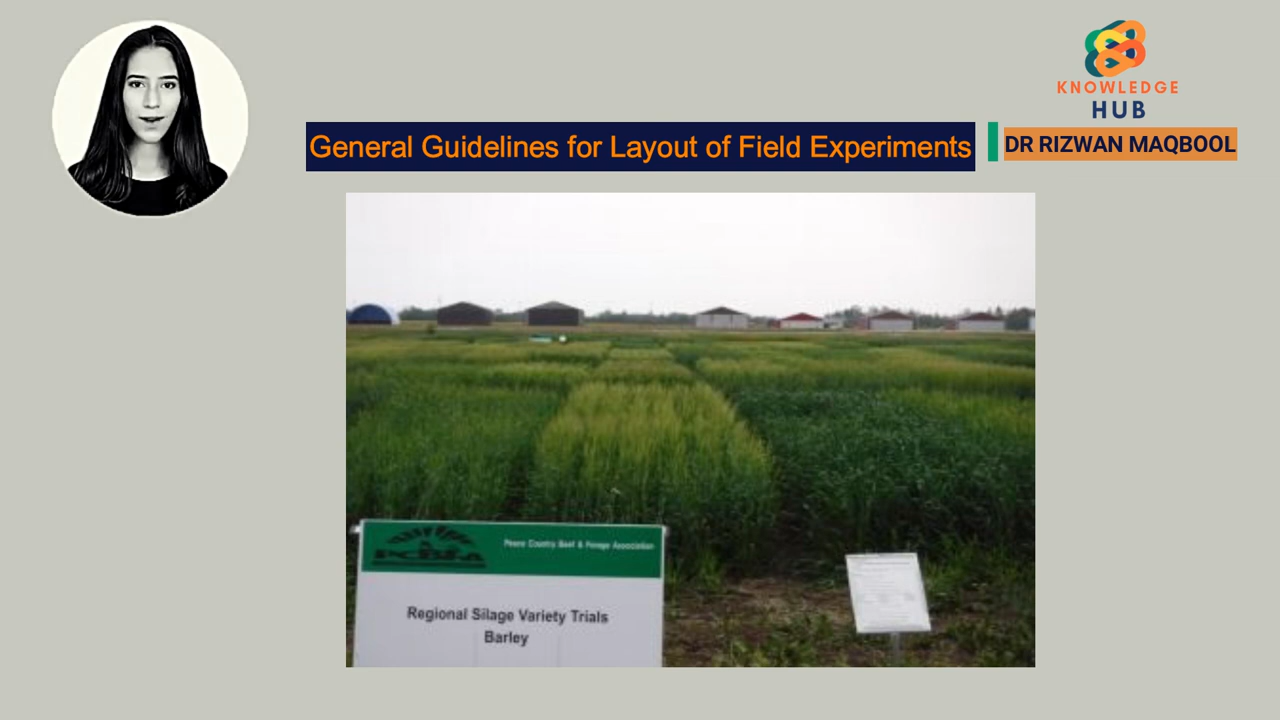 KNOWLEDGE
HUB
General Guidelines for Layout of Field Experiments
DR RIZWAN MAQBOOL
PCBFA
Peace Country Beef & Forage Association
Regional Silage Variety Trials
Barley